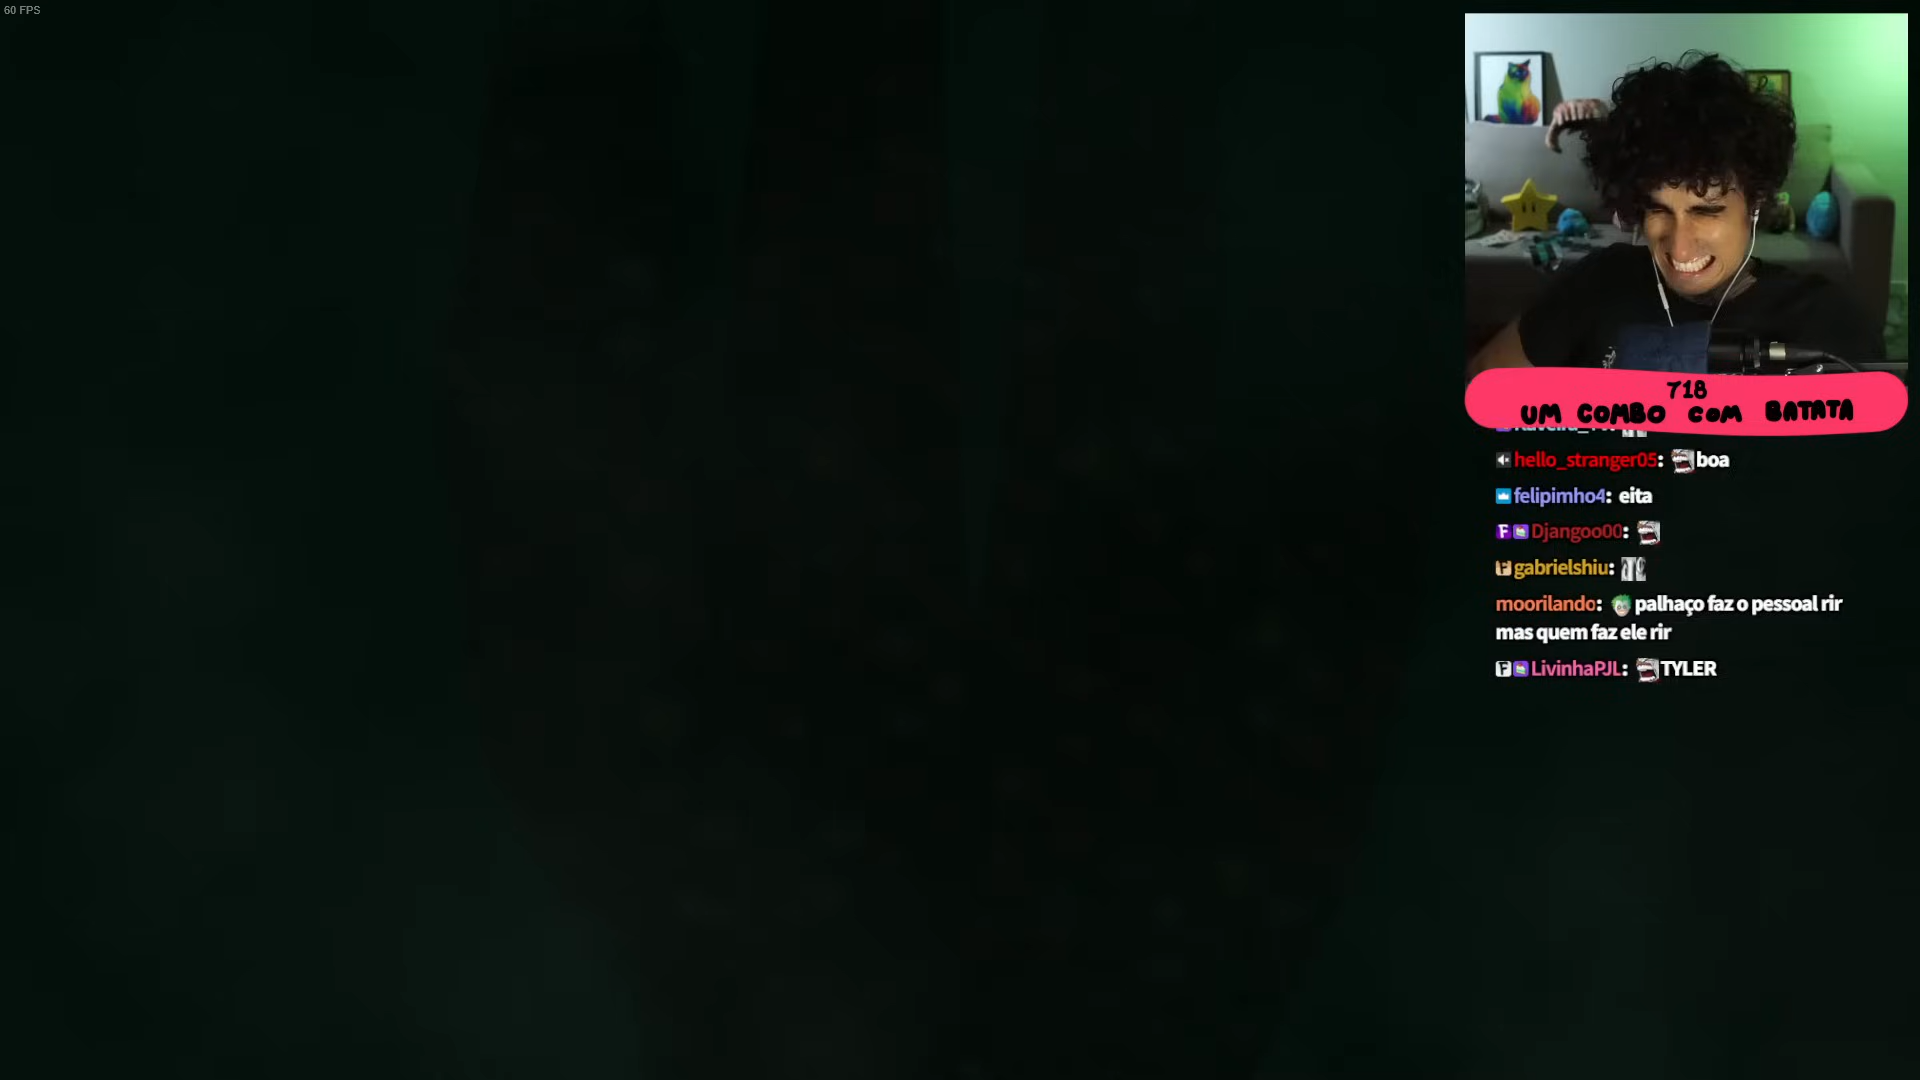 60 FPS
718
UM COMBO COM BATATA
hello_stranger05: boa
felipimho4: eita
Djangoo00:
gabrielshiu:
moorilando: palhaço faz o pessoal rir
mas quem faz ele rir
LivinhaPJL: TYLER